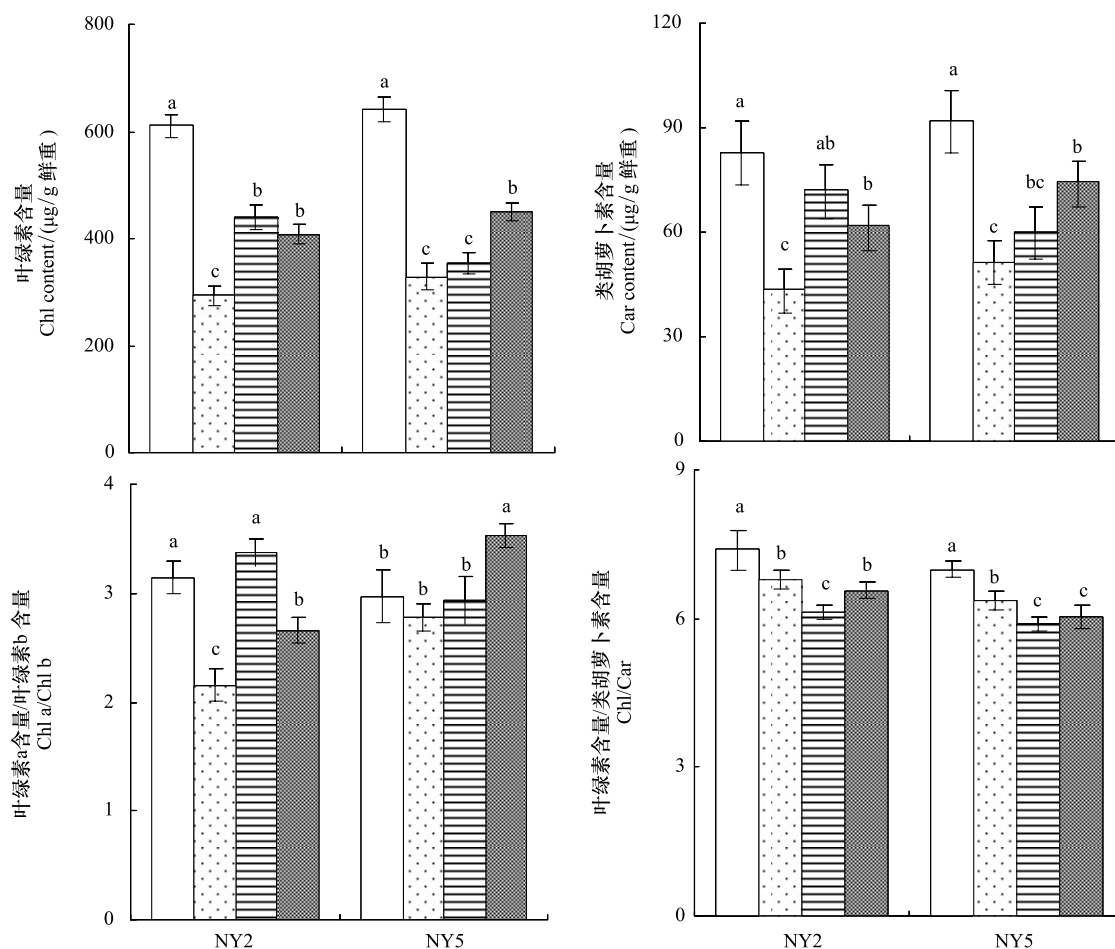 叶绿素含量
Chl content/(μg/g 鲜重)
800
600
400
200
0
a
c
b
b
a
c
c
b
类胡萝卜素含量
Car content/(μg/g 鲜重)
120
90
60
30
0
a
c
ab
b
a
c
bc
b
叶绿素a含量/叶绿素b 含量
Chl a/Chl b
4
3
2
1
0
a
c
a
b
b
b
b
a
NY2
NY5
叶绿素含量/类胡萝卜素含量
Chl/Car
9
6
3
0
a
b
c
b
a
b
c
c
NY2
NY5